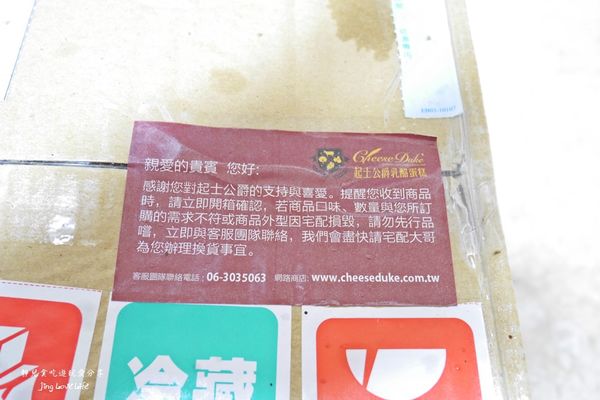 親愛的貴賓 您好:
Cheese Duke
起士公爵乳酪蛋糕
感謝您對起士公爵的支持與喜愛。提醒您收到商品
時，請立即開箱確認，若商品口味、數量與您所訂
購的需求不符或商品外型因宅配損毀，請勿先行品
嚐，立即與客服團隊聯絡，我們會盡快請宅配大哥
為您辦理換貨事宜。
客服團隊聯絡電話：06-3035063 網路商店: www.cheeseduke.com.tw
冷藏
Jing Love Life